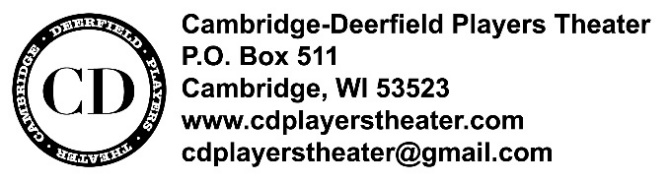 CAMBRIDGE · DEERFIELD · PLAYERS · THEATER ·
CD
Cambridge-Deerfield Players Theater
P.O. Box 511
Cambridge, WI 53523
www.cdplayerstheater.com
cdplayerstheater@gmail.com